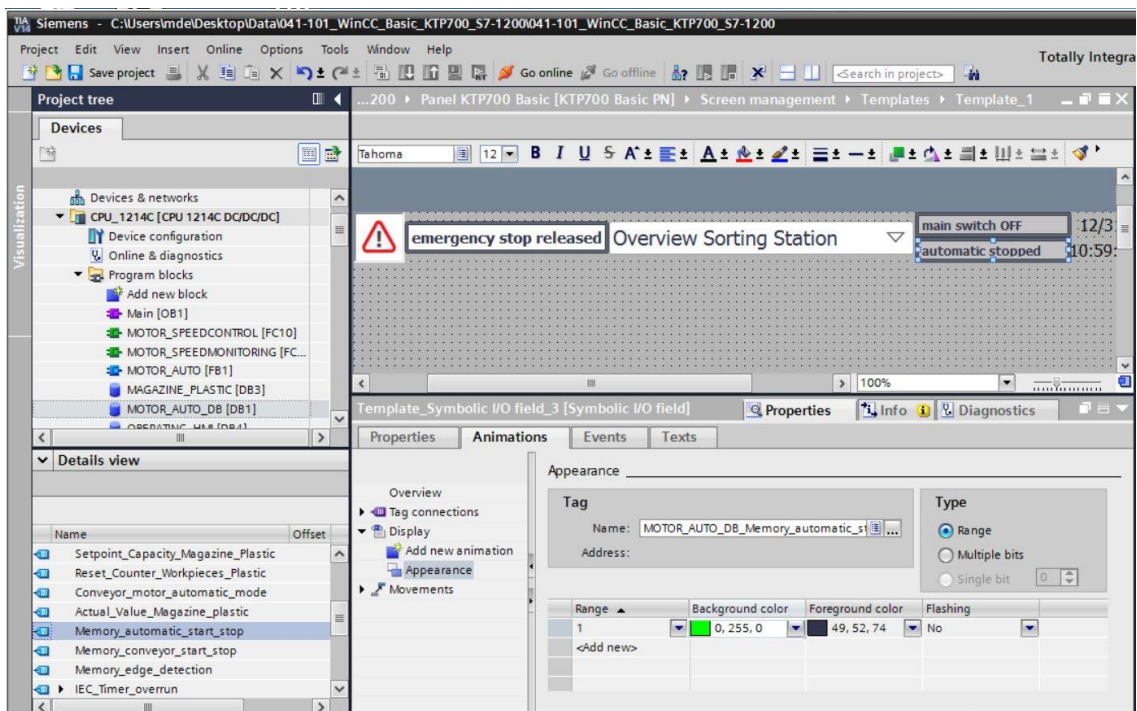 Siemens - C:\Users\mde\Desktop\Data\041-101_WinCC_Basic_KTP700_S7-1200\041-101_WinCC_Basic_KTP700_S7-1200
Project Edit View Insert Online Options Tools Window Help
Totally Integra
Save project Go online Go offline <Search in project>
Project tree
...200 Panel KTP700 Basic [KTP700 Basic PN] Screen management Templates Template_1
Devices
Tahoma 12 B I U S A A
Visualization
Devices & networks
CPU_1214C [CPU 1214C DC/DC/DC]
Device configuration
Online & diagnostics
Program blocks
Add new block
Main [OB1]
MOTOR_SPEEDCONTROL [FC10]
MOTOR_SPEEDMONITORING [FC...
MOTOR_AUTO [FB1]
MAGAZINE_PLASTIC [DB3]
MOTOR_AUTO_DB [DB1]
emergency stop released Overview Sorting Station main switch OFF 12/3
automatic stopped 10:59:
100%
Template_Symbolic I/O field_3 [Symbolic I/O field] Properties Info Diagnostics
Properties Animations Events Texts
Details view
Name Offset
Setpoint_Capacity_Magazine_Plastic
Reset_Counter_Workpieces_Plastic
Conveyor_motor_automatic_mode
Actual_Value_Magazine_plastic
Memory_automatic_start_stop
Memory_conveyor_start_stop
Memory_edge_detection
IEC_Timer_overrun
Overview
Tag connections
Display
Add new animation
Appearance
Movements
Appearance
Tag
Name: MOTOR_AUTO_DB_Memory_automatic_st ...
Address:
Type
Range
Multiple bits
Single bit 0
Range Background color Foreground color Flashing
1 0, 255, 0 49, 52, 74 No
<Add new>